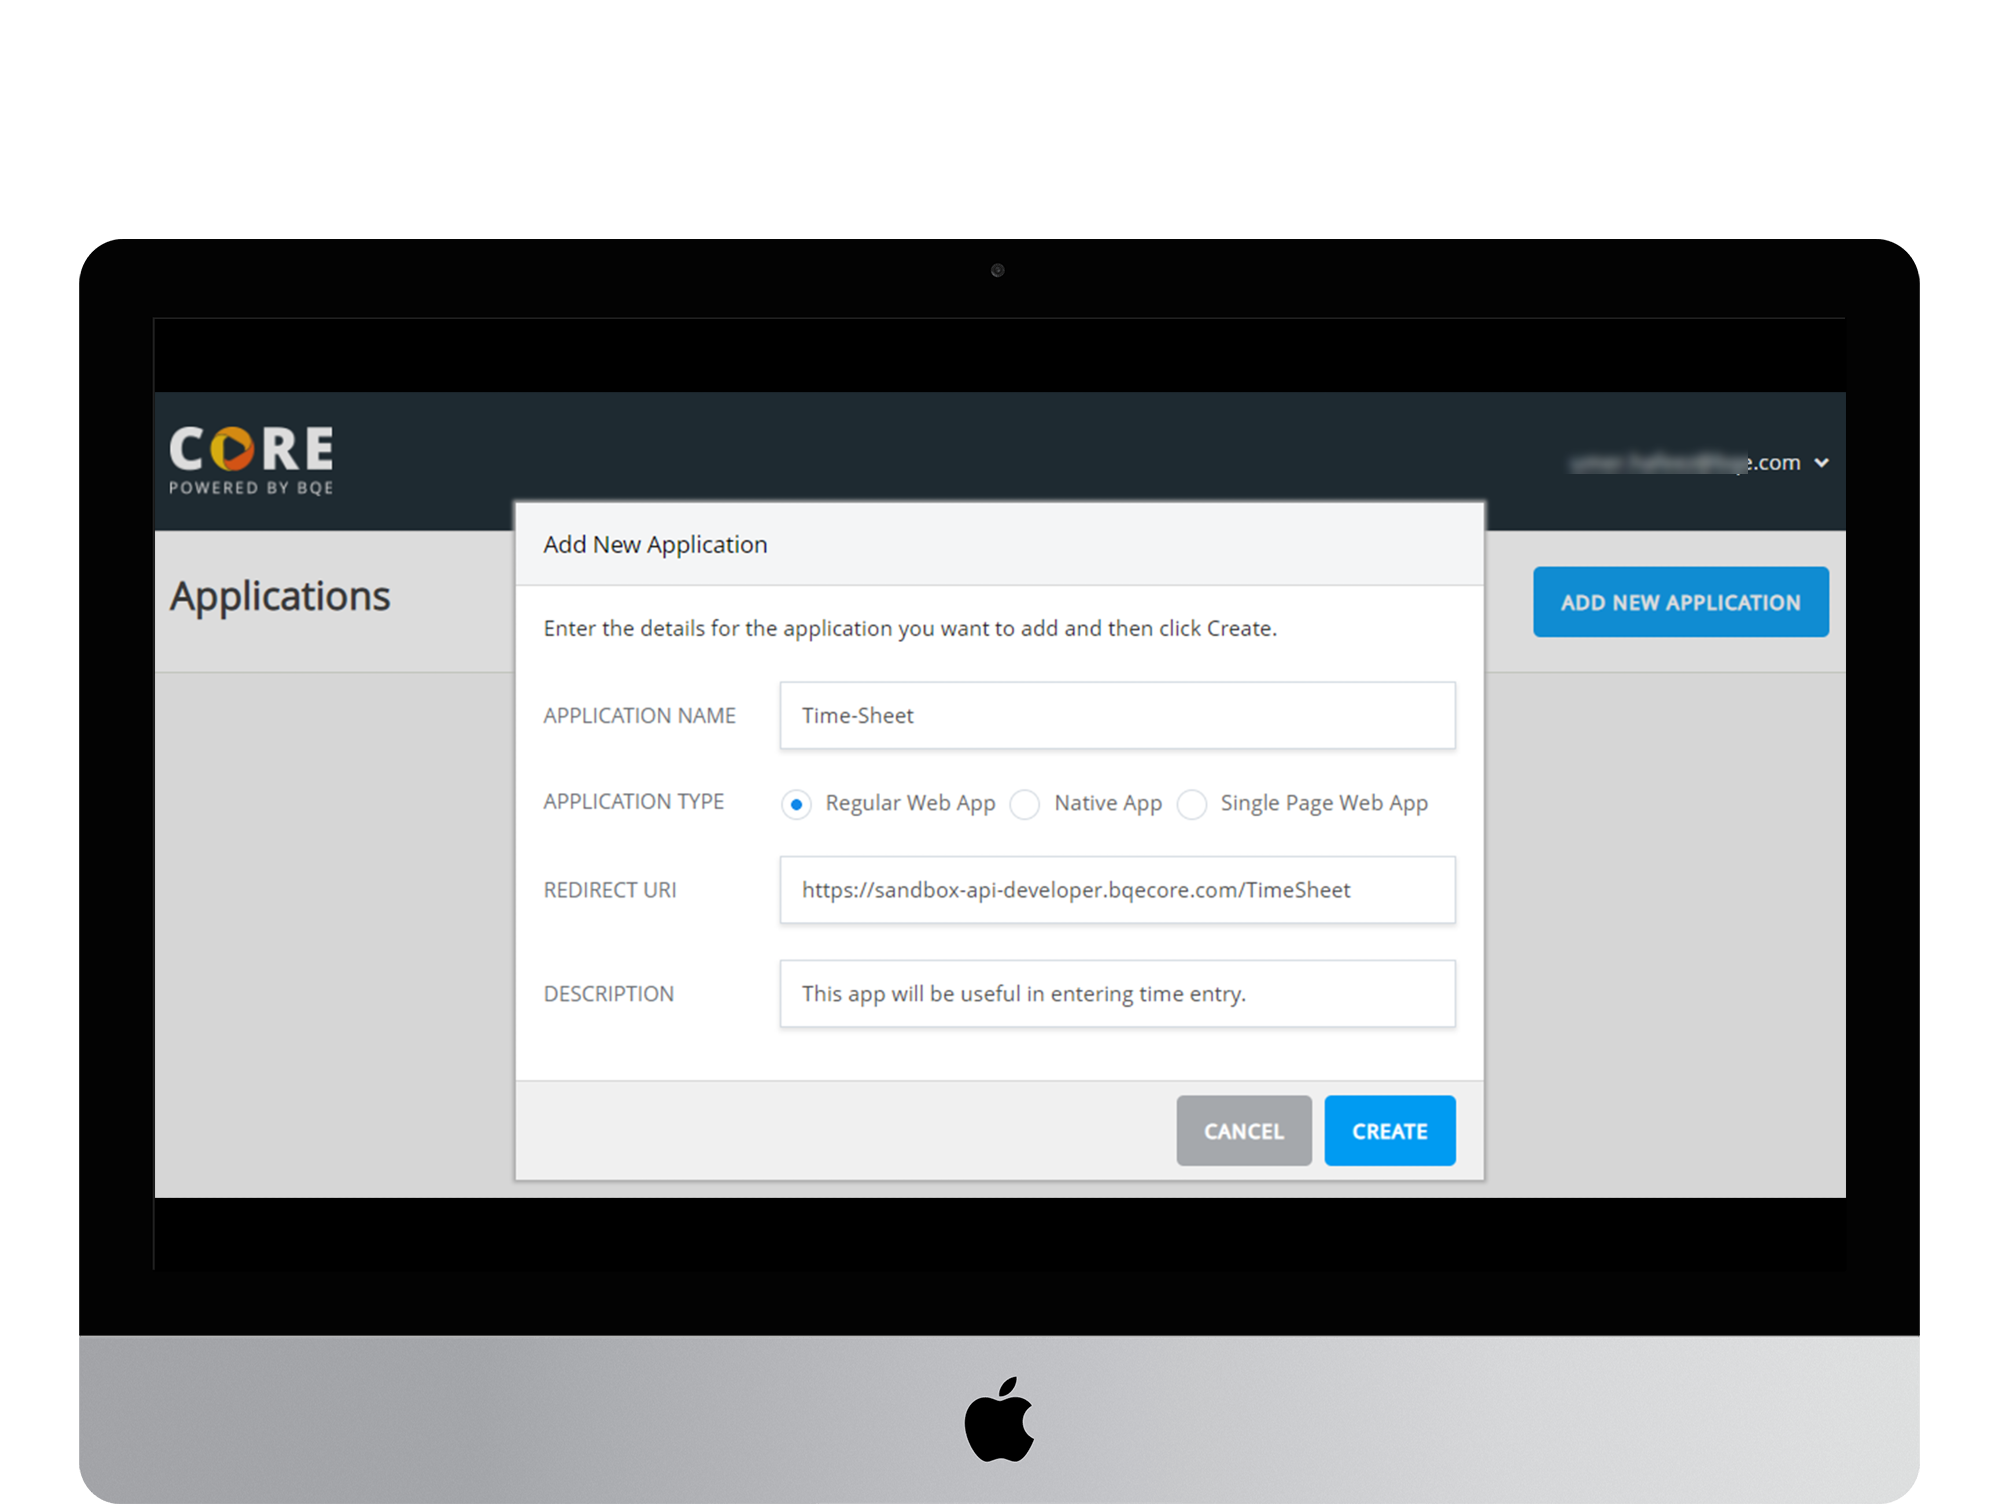 CORE
POWERED BY BQE
.com
Applications
ADD NEW APPLICATION
Add New Application
Enter the details for the application you want to add and then click Create.
APPLICATION NAME
Time-Sheet
APPLICATION TYPE
Regular Web App
Native App
Single Page Web App
REDIRECT URI
https://sandbox-api-developer.bqecore.com/TimeSheet
DESCRIPTION
This app will be useful in entering time entry.
CANCEL
CREATE